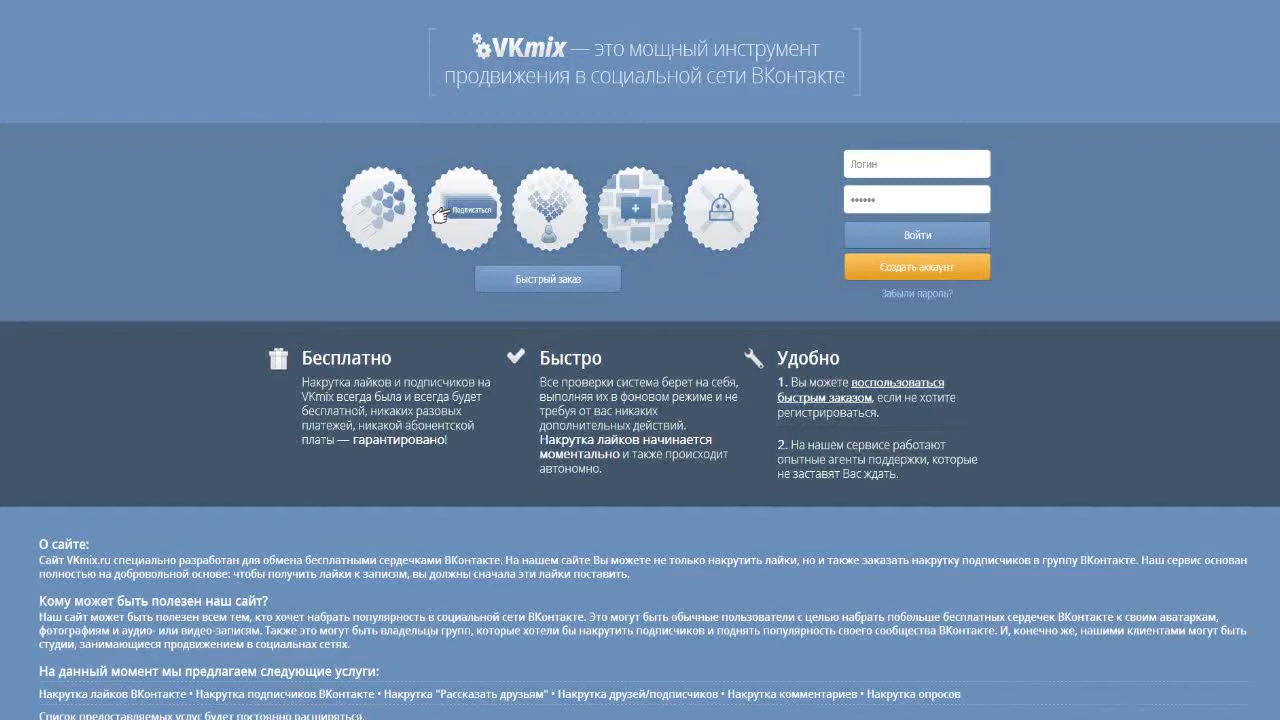 VKmix — это мощный инструмент
продвижения в социальной сети ВКонтакте
Логин
Подписаться
••••••
Войти
Создать аккаунт
Быстрый заказ
Забыли пароль?
Бесплатно
Накрутка лайков и подписчиков на
VKmix всегда была и всегда будет
бесплатной, никаких разовых
платежей, никакой абонентской
платы — гарантировано!
Быстро
Все проверки система берет на себя,
выполняя их в фоновом режиме и не
требуя от вас никаких
дополнительных действий.
Накрутка лайков начинается
моментально и также происходит
автономно.
Удобно
1. Вы можете воспользоваться
быстрым заказом, если не хотите
регистрироваться.
2. На нашем сервисе работают
опытные агенты поддержки, которые
не заставят Вас ждать.
О сайте:
Сайт VKmix.ru специально разработан для обмена бесплатными сердечками ВКонтакте. На нашем сайте Вы можете не только накрутить лайки, но и также заказать накрутку подписчиков в группу ВКонтакте. Наш сервис основан
полностью на добровольной основе: чтобы получить лайки к записям, вы должны сначала эти лайки поставить.
Кому может быть полезен наш сайт?
Наш сайт может быть полезен всем тем, кто хочет набрать популярность в социальной сети ВКонтакте. Это могут быть обычные пользователи с целью набрать побольше бесплатных сердечек ВКонтакте к своим аватаркам,
фотографиям и аудио- или видео-записям. Также это могут быть владельцы групп, которые хотели бы накрутить подписчиков и поднять популярность своего сообщества ВКонтакте. И, конечно же, нашими клиентами могут быть
студии, занимающиеся продвижением в социальнах сетях.
На данный момент мы предлагаем следующие услуги:
Накрутка лайков ВКонтакте • Накрутка подписчиков ВКонтакте • Накрутка "Рассказать друзьям" • Накрутка друзей/подписчиков • Накрутка комментариев • Накрутка опросов
Список предоставляемых услуг будет постоянно расширяться.